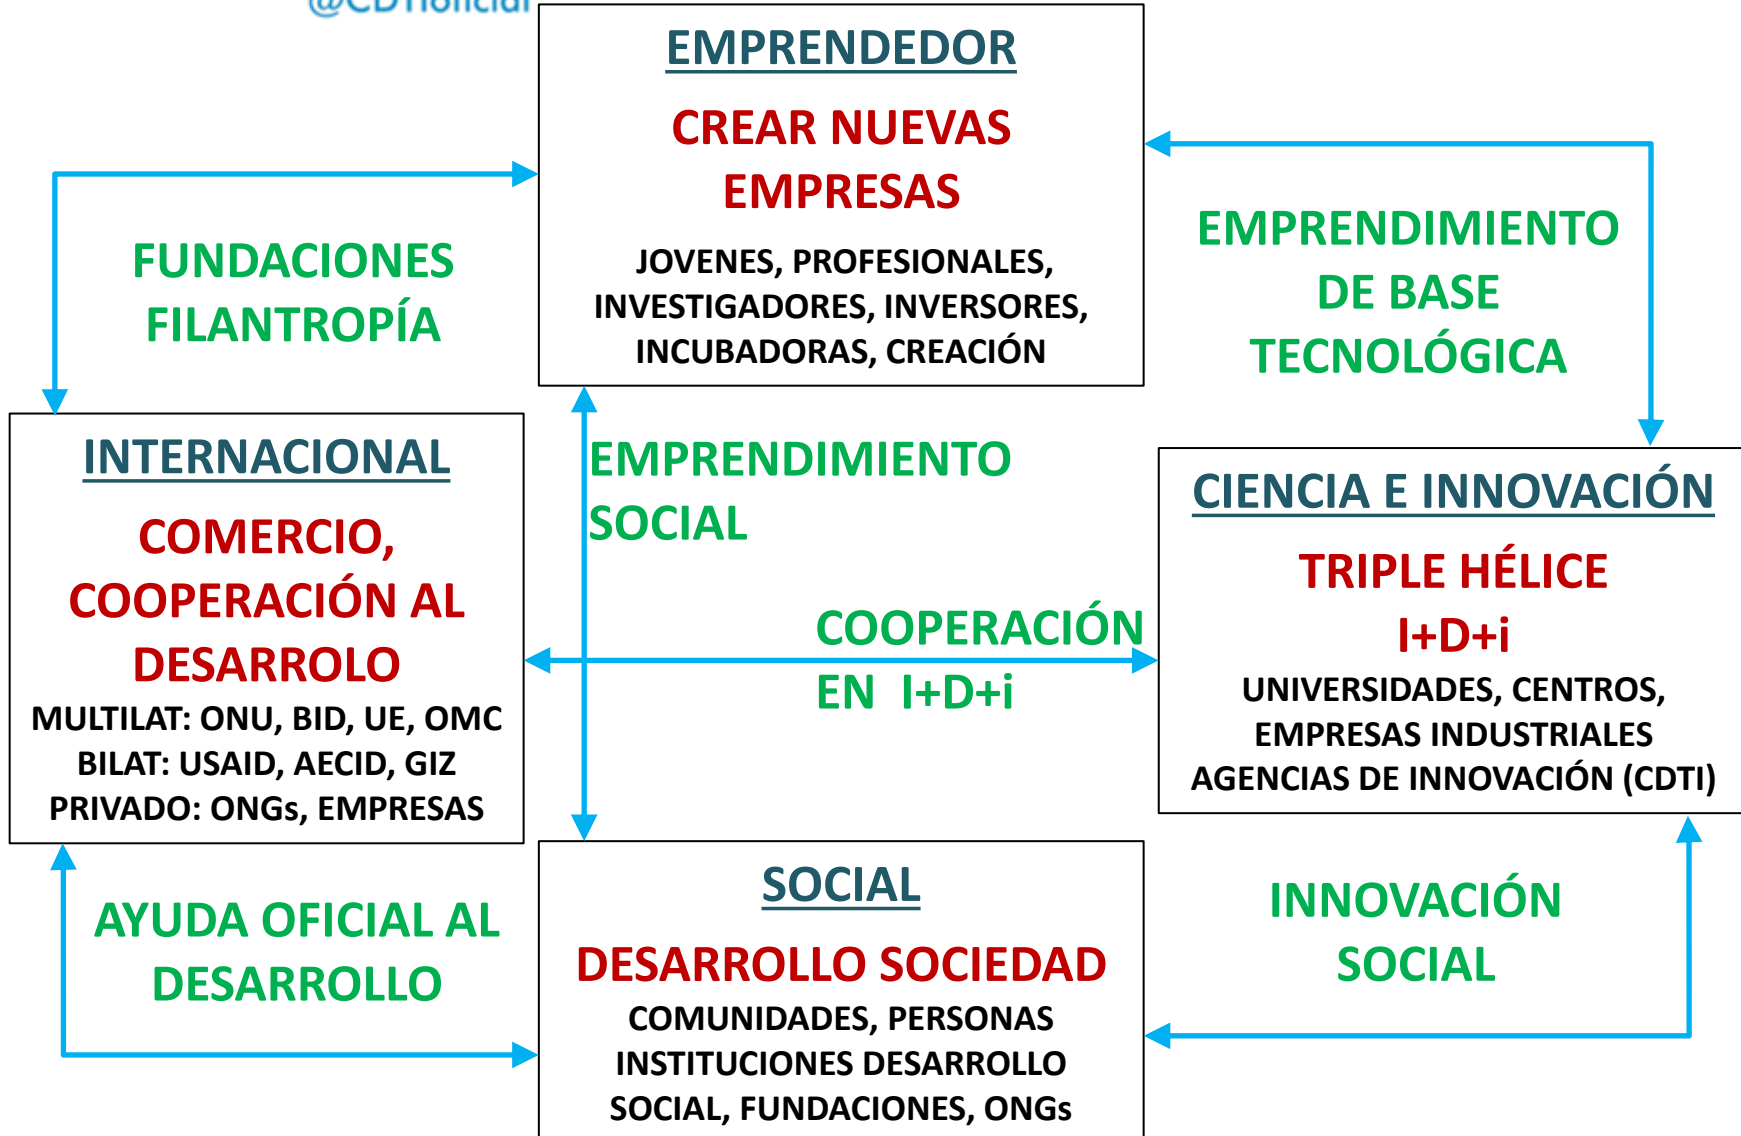 @CDTIoficial
EMPRENDEDOR
CREAR NUEVAS
EMPRESAS
JOVENES, PROFESIONALES,
INVESTIGADORES, INVERSORES,
INCUBADORAS, CREACIÓN
FUNDACIONES
FILANTROPÍA
EMPRENDIMIENTO
DE BASE
TECNOLÓGICA
INTERNACIONAL
COMERCIO,
COOPERACIÓN AL
DESARROLO
MULTILAT: ONU, BID, UE, OMC
BILAT: USAID, AECID, GIZ
PRIVADO: ONGs, EMPRESAS
EMPRENDIMIENTO
SOCIAL
COOPERACIÓN
EN I+D+i
CIENCIA E INNOVACIÓN
TRIPLE HÉLICE
I+D+i
UNIVERSIDADES, CENTROS,
EMPRESAS INDUSTRIALES
AGENCIAS DE INNOVACIÓN (CDTI)
AYUDA OFICIAL AL
DESARROLLO
SOCIAL
DESARROLLO SOCIEDAD
COMUNIDADES, PERSONAS
INSTITUCIONES DESARROLLO
SOCIAL, FUNDACIONES, ONGs
INNOVACIÓN
SOCIAL